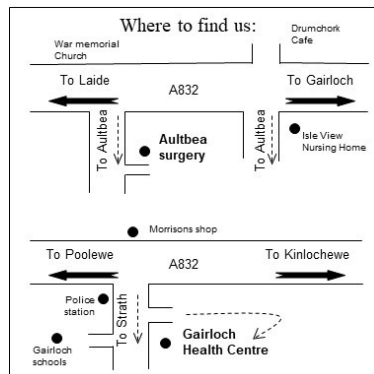 Where to find us:
War memorial
Church
Drumchork
Cafe
To Laide
A832
To Gairloch
To Aultbea
Aultbea
surgery
To Aultbea
Isle View
Nursing Home
Morrisons shop
To Poolewe
A832
To Kinlochewe
Police
station
To Strath
Gairloch
schools
Gairloch
Health Centre